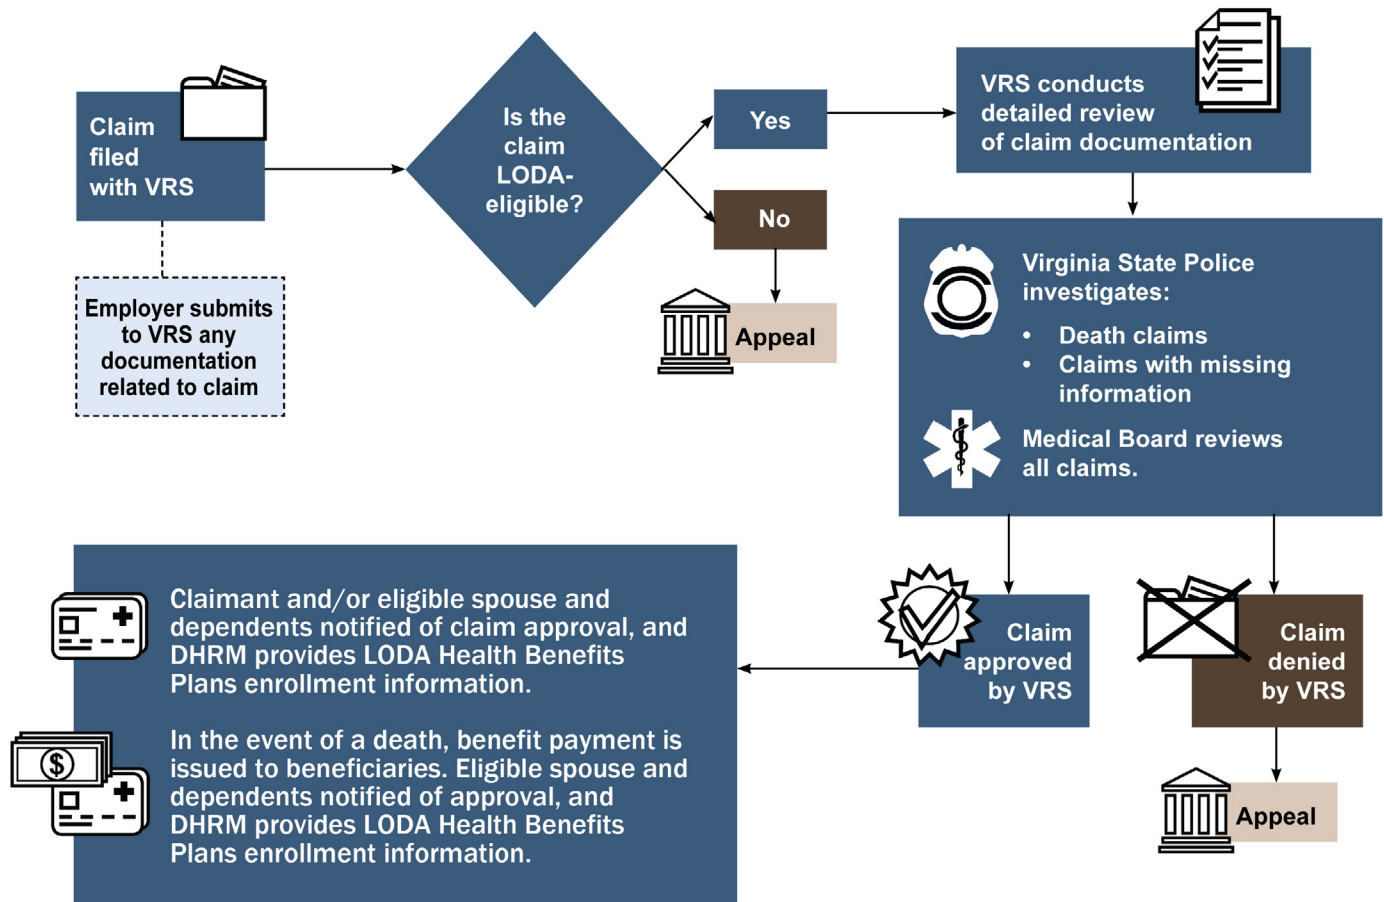 Claim
filed
with VRS
Employer submits
to VRS any
documentation
related to claim
Is the
claim
LODA-
eligible?
Yes
No
Appeal
VRS conducts
detailed review
of claim documentation
Virginia State Police
investigates:
• Death claims
• Claims with missing
information
Medical Board reviews
all claims.
Claim
approved
by VRS
Claim
denied
by VRS
Appeal
Claimant and/or eligible spouse and
dependents notified of claim approval, and
DHRM provides LODA Health Benefits
Plans enrollment information.
$
In the event of a death, benefit payment is
issued to beneficiaries. Eligible spouse and
dependents notified of approval, and
DHRM provides LODA Health Benefits
Plans enrollment information.